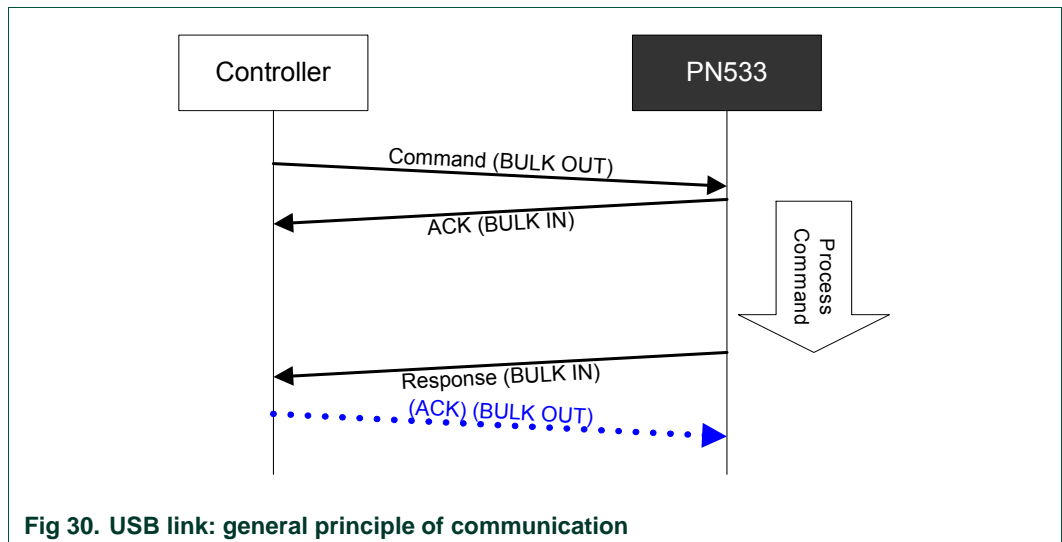 Controller
PN533
Command (BULK OUT)
ACK (BULK IN)
Process
Command
Response (BULK IN)
(ACK) (BULK OUT)
Fig 30. USB link: general principle of communication